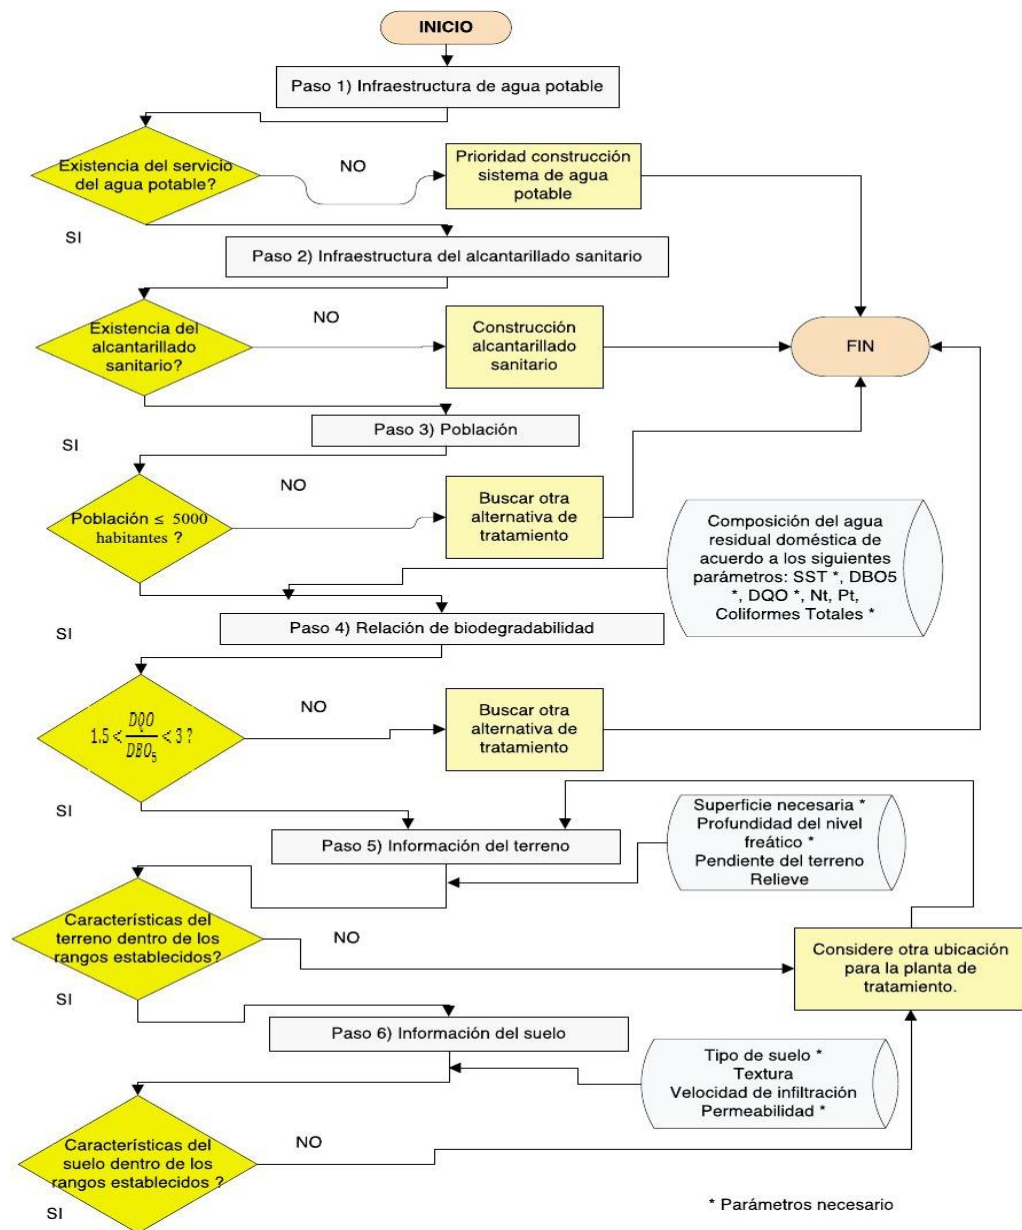 INICIO
Paso 1) Infraestructura de agua potable
Existencia del servicio
del agua potable?
NO
Prioridad construcción
sistema de agua
potable
SI
Paso 2) Infraestructura del alcantarillado sanitario
Existencia del
alcantarillado
sanitario?
NO
Construcción
alcantarillado
sanitario
FIN
SI
Paso 3) Población
Población ≤ 5000
habitantes ?
NO
Buscar otra
alternativa de
tratamiento
Composición del agua
residual doméstica de
acuerdo a los siguientes
parámetros: SST *, DBO5
*, DQO *, Nt, Pt,
Coliformes Totales *
SI
Paso 4) Relación de biodegradabilidad
1.5 < DQO/DBO₅ < 3 ?
NO
Buscar otra
alternativa de
tratamiento
SI
Paso 5) Información del terreno
Superficie necesaria *
Profundidad del nivel
freático *
Pendiente del terreno
Relieve
Características del
terreno dentro de los
rangos establecidos?
NO
Considere otra ubicación
para la planta de
tratamiento.
SI
Paso 6) Información del suelo
Tipo de suelo *
Textura
Velocidad de infiltración
Permeabilidad *
Características del
suelo dentro de los
rangos establecidos ?
NO
SI
* Parámetros necesario